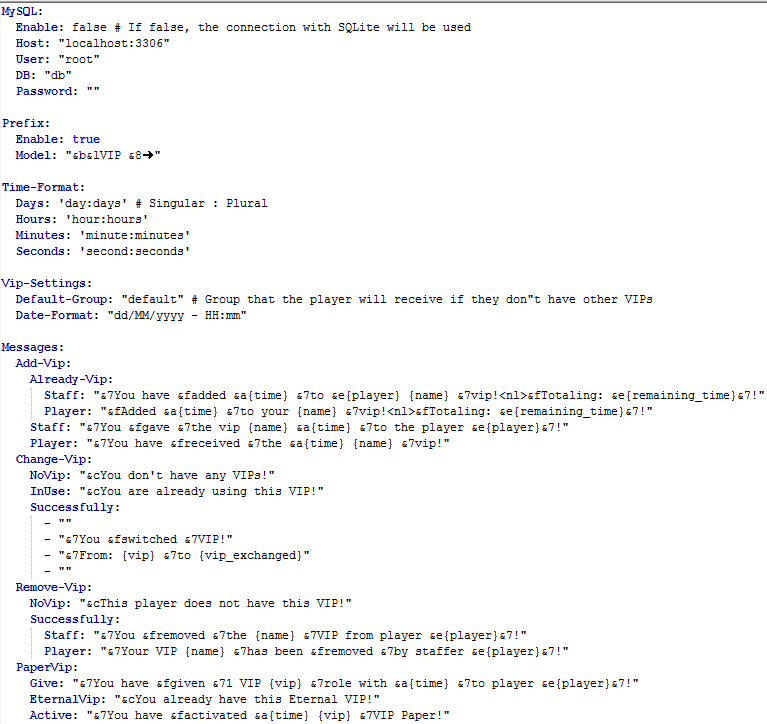 MySQL:
  Enable: false # If false, the connection with SQLite will be used
  Host: "localhost:3306"
  User: "root"
  DB: "db"
  Password: ""

Prefix:
  Enable: true
  Model: "&b&lVIP &8➜"

Time-Format:
  Days: 'day:days' # Singular : Plural
  Hours: 'hour:hours'
  Minutes: 'minute:minutes'
  Seconds: 'second:seconds'

Vip-Settings:
  Default-Group: "default" # Group that the player will receive if they don"t have other VIPs
  Date-Format: "dd/MM/yyyy - HH:mm"

Messages:
  Add-Vip:
    Already-Vip:
      Staff: "&7You have &fadded &a{time} &7to &e{player} {name} &7vip!<nl>&fTotaling: &e{remaining_time}&7!"
      Player: "&fAdded &a{time} &7to your {name} &7vip!<nl>&fTotaling: &e{remaining_time}&7!"
    Staff: "&7You &fgave &7the vip {name} &a{time} &7to the player &e{player}&7!"
    Player: "&7You have &freceived &7the &a{time} {name} &7vip!"
  Change-Vip:
    NoVip: "&cYou don't have any VIPs!"
    InUse: "&cYou are already using this VIP!"
    Successfully:
      - ""
      - "&7You &fswitched &7VIP!"
      - "&7From: {vip} &7to {vip_exchanged}"
      - ""
  Remove-Vip:
    NoVip: "&cThis player does not have this VIP!"
    Successfully:
      Staff: "&7You &fremoved &7the {name} &7VIP from player &e{player}&7!"
      Player: "&7Your VIP {name} &7has been &fremoved &7by staffer &e{player}&7!"
  PaperVip:
    Give: "&7You have &fgiven &71 VIP {vip} &7role with &a{time} &7to player &e{player}&7!"
    EternalVip: "&cYou already have this Eternal VIP!"
    Active: "&7You have &factivated &a{time} {vip} &7VIP Paper!"